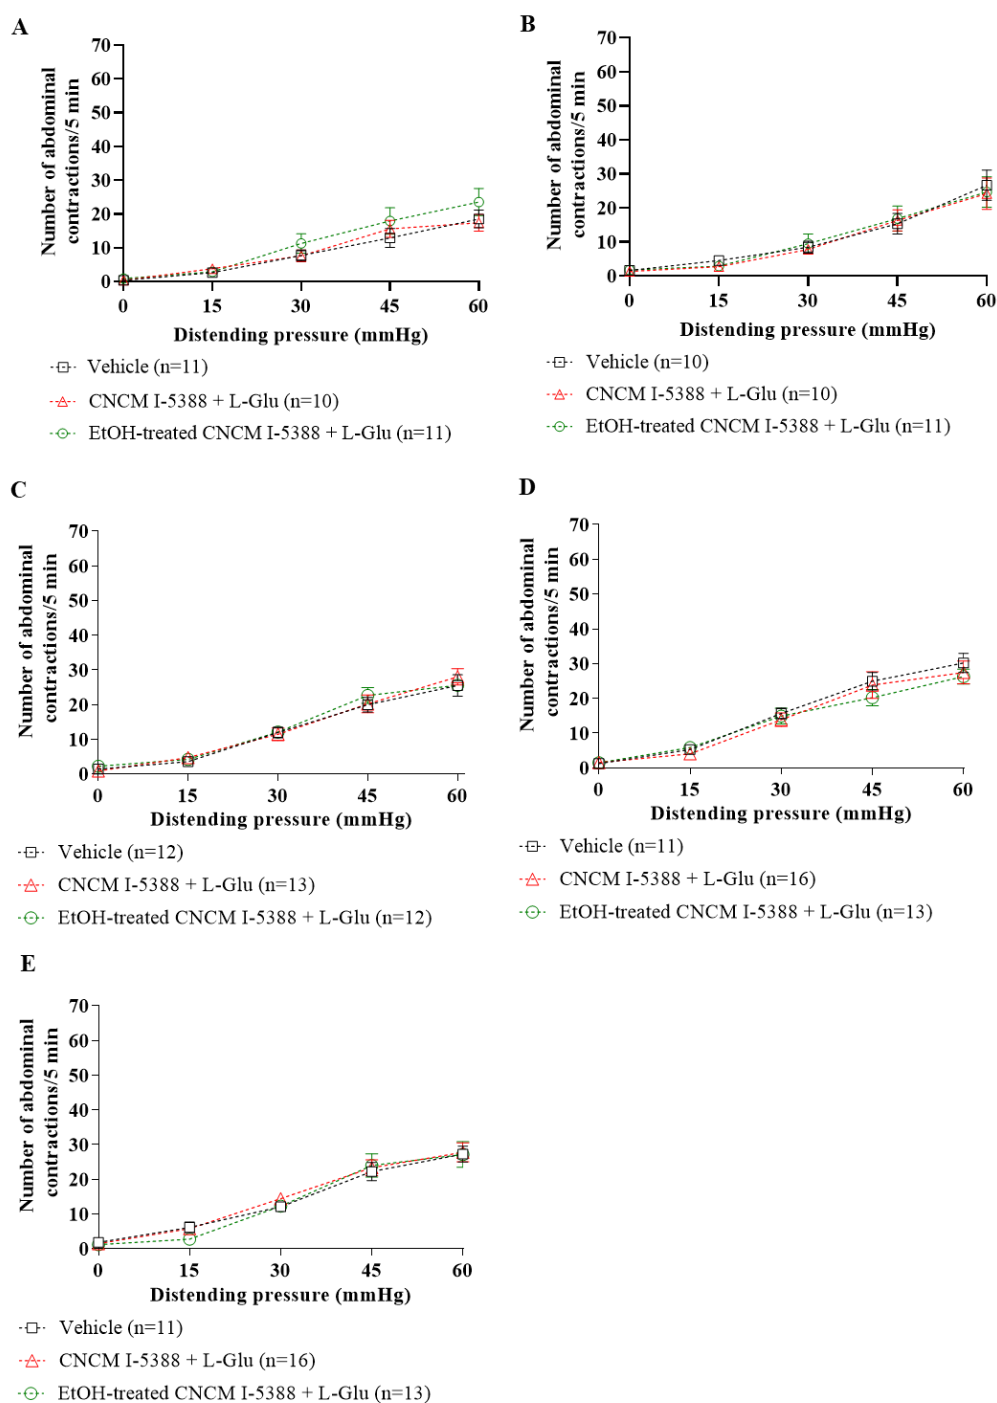 A
Number of abdominal
contractions/5 min
70
60
50
40
30
20
10
0
0 15 30 45 60
Distending pressure (mmHg)
Vehicle (n=11)
CNCM I-5388 + L-Glu (n=10)
EtOH-treated CNCM I-5388 + L-Glu (n=11)
B
Number of abdominal
contractions/5 min
70
60
50
40
30
20
10
0
0 15 30 45 60
Distending pressure (mmHg)
Vehicle (n=10)
CNCM I-5388 + L-Glu (n=10)
EtOH-treated CNCM I-5388 + L-Glu (n=11)
C
Number of abdominal
contractions/5 min
70
60
50
40
30
20
10
0
0 15 30 45 60
Distending pressure (mmHg)
Vehicle (n=12)
CNCM I-5388 + L-Glu (n=13)
EtOH-treated CNCM I-5388 + L-Glu (n=12)
D
Number of abdominal
contractions/5 min
70
60
50
40
30
20
10
0
0 15 30 45 60
Distending pressure (mmHg)
Vehicle (n=11)
CNCM I-5388 + L-Glu (n=16)
EtOH-treated CNCM I-5388 + L-Glu (n=13)
E
Number of abdominal
contractions/5 min
70
60
50
40
30
20
10
0
0 15 30 45 60
Distending pressure (mmHg)
Vehicle (n=11)
CNCM I-5388 + L-Glu (n=16)
EtOH-treated CNCM I-5388 + L-Glu (n=13)